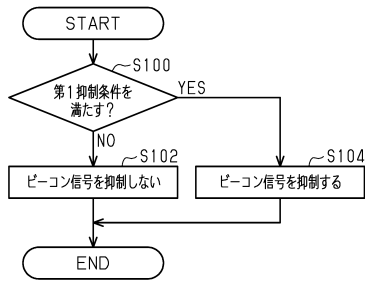 START
S100
第1抑制条件を
満たす?
YES
NO
S102
ビーコン信号を抑制しない
S104
ビーコン信号を抑制する
END